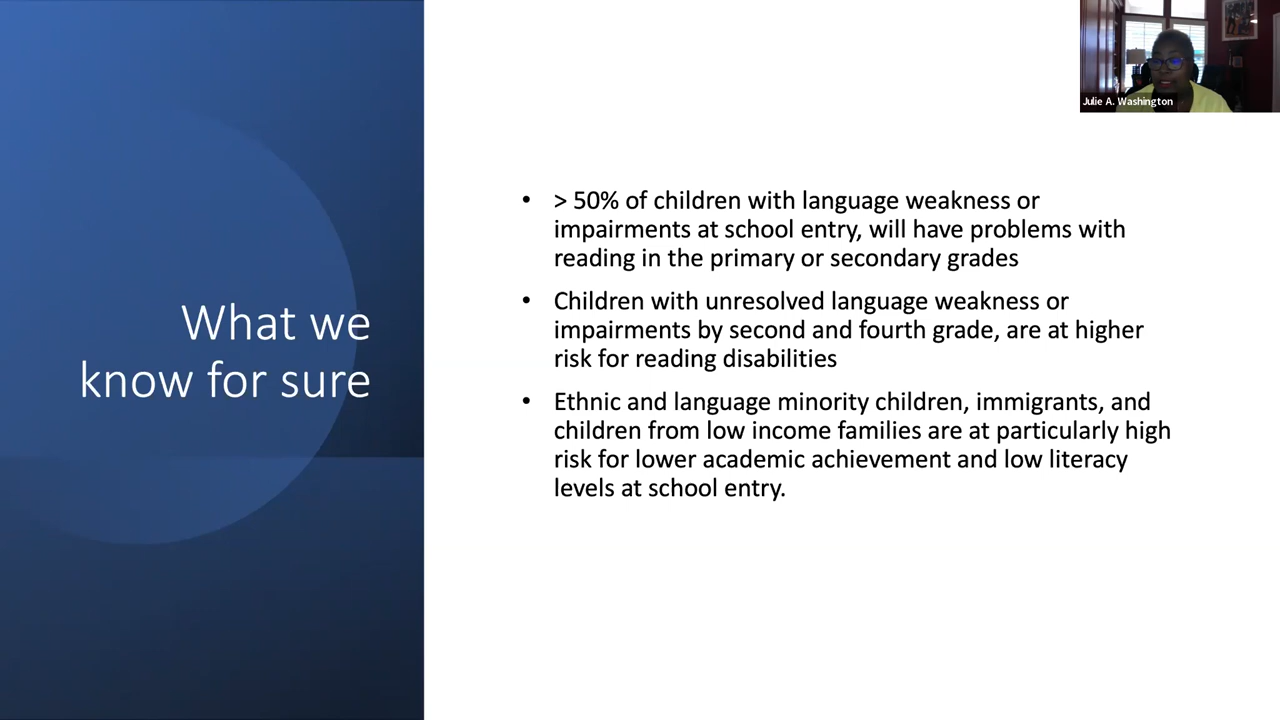 Julie A. Washington
What we
know for sure
• > 50% of children with language weakness or
impairments at school entry, will have problems with
reading in the primary or secondary grades
• Children with unresolved language weakness or
impairments by second and fourth grade, are at higher
risk for reading disabilities
• Ethnic and language minority children, immigrants, and
children from low income families are at particularly high
risk for lower academic achievement and low literacy
levels at school entry.